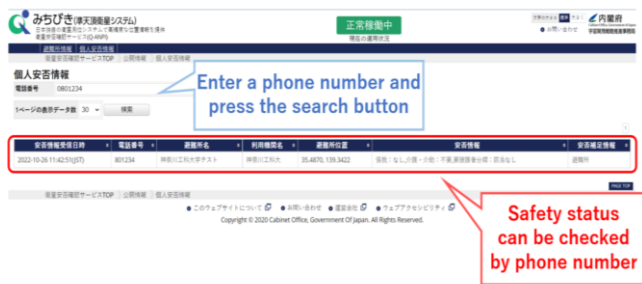 みちびき(準天頂衛星システム)
日本独自の衛星測位システムで高精度な位置情報を提供
衛星安否確認サービス(Q-ANPI)
正常稼働中
現在の運用状況
文字のサイズ
お問い合わせ
内閣府
宇宙開発戦略推進事務局
避難所情報 個人安否情報
衛星安否確認サービスTOP 公開情報 個人安否情報
個人安否情報
電話番号 0801234
1ページの表示データ数 30 検索
Enter a phone number and
press the search button
安否情報受信日時 電話番号 避難所名 利用機関名 避難所位置 安否情報 安否補足情報
2022-10-26 11:42:51(JST) 801234 神奈川工科大学テスト 神奈川工科大 35.4870, 139.3422 避難所
PAGE TOP
衛星安否確認サービスTOP 公開情報 個人安否情報
このウェブサイトについて お問い合わせ 運営会社 ウェブアクセシビリティ
Copyright © 2020 Cabinet Office, Government Of Japan. All Rights Reserved.
Safety status
can be checked
by phone number